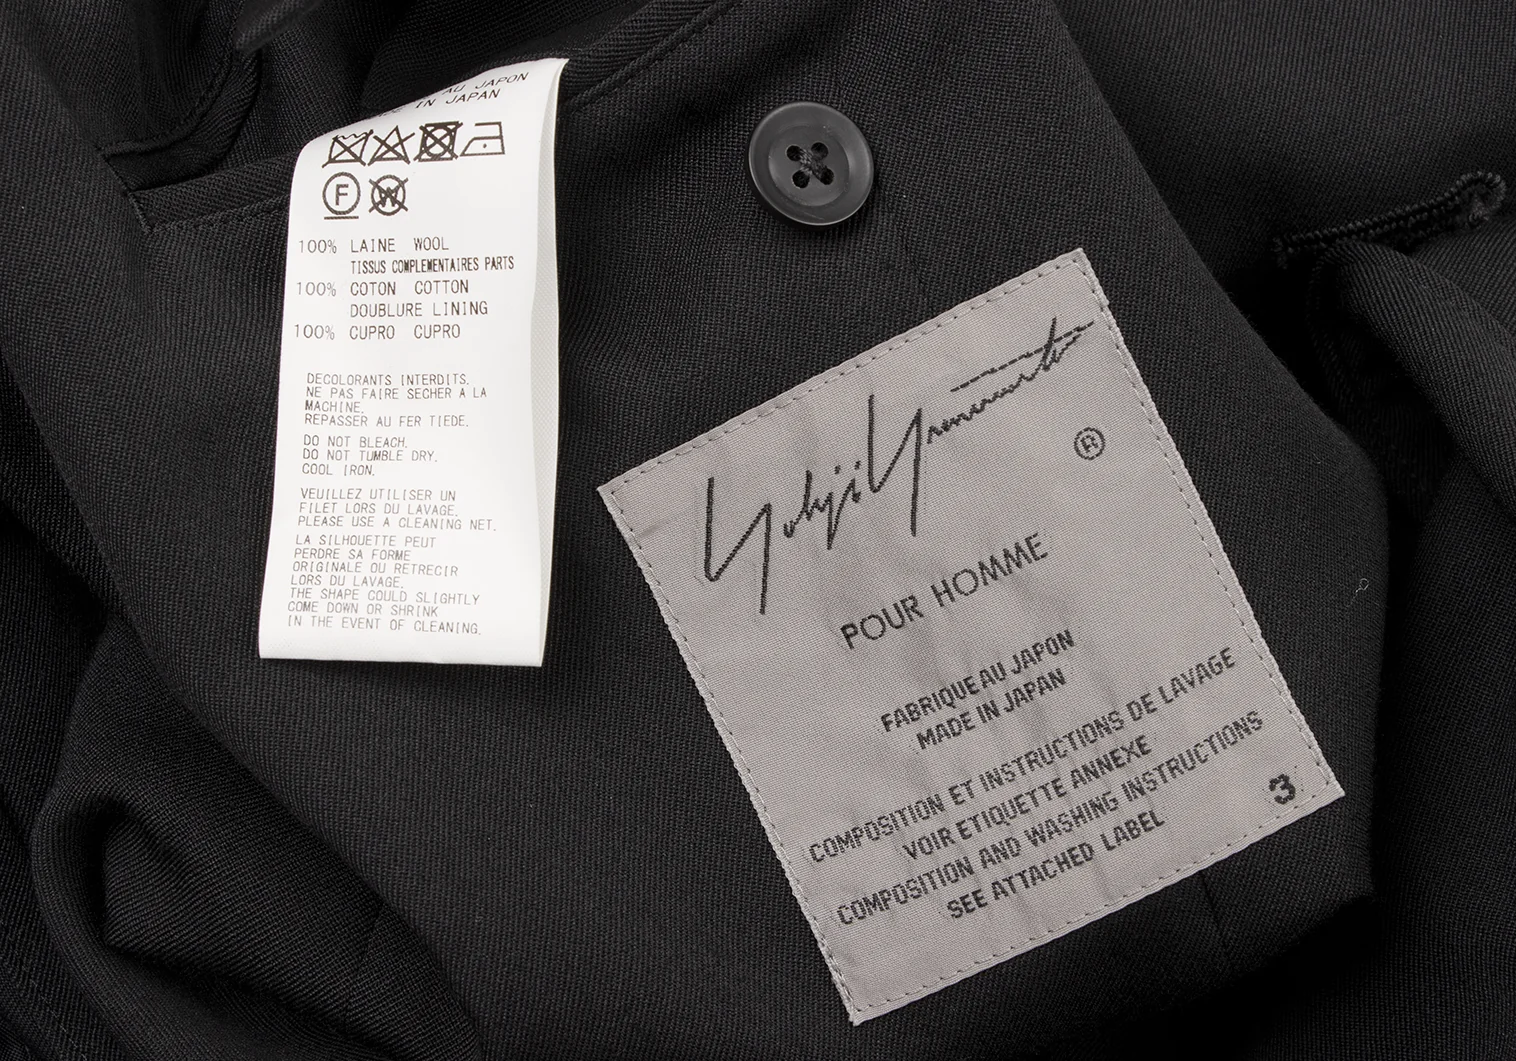 AU JAPON
IN JAPAN
F
W
100% LAINE WOOL
TISSUS COMPLEMENTAIRES PARTS
100% COTON COTTON
DOUBLURE LINING
100% CUPRO CUPRO
DECOLORANTS INTERDITS.
NE PAS FAIRE SECHER A LA
MACHINE.
REPASSER AU FER TIEDE.
DO NOT BLEACH.
DO NOT TUMBLE DRY.
COOL IRON.
VEUILLEZ UTILISER UN
FILET LORS DU LAVAGE.
PLEASE USE A CLEANING NET.
LA SILHOUETTE PEUT
PERDRE SA FORME
ORIGINALE OU RETRECIR
LORS DU LAVAGE.
THE SHAPE COULD SLIGHTLY
COME DOWN OR SHRINK
IN THE EVENT OF CLEANING.
Yohji Yamamoto
®
POUR HOMME
FABRIQUE AU JAPON
MADE IN JAPAN
COMPOSITION ET INSTRUCTIONS DE LAVAGE
VOIR ETIQUETTE ANNEXE
COMPOSITION AND WASHING INSTRUCTIONS
SEE ATTACHED LABEL
3